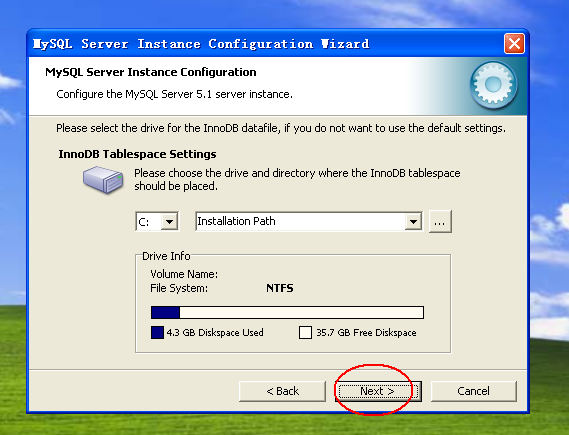 MySQL Server Instance Configuration Wizard
MySQL Server Instance Configuration
Configure the MySQL Server 5.1 server instance.
Please select the drive for the InnoDB datafile, if you do not want to use the default settings.
InnoDB Tablespace Settings
Please choose the drive and directory where the InnoDB tablespace
should be placed.
C: Installation Path ...
Drive Info
Volume Name:
File System: NTFS
4.3 GB Diskspace Used 35.7 GB Free Diskspace
< Back Next > Cancel